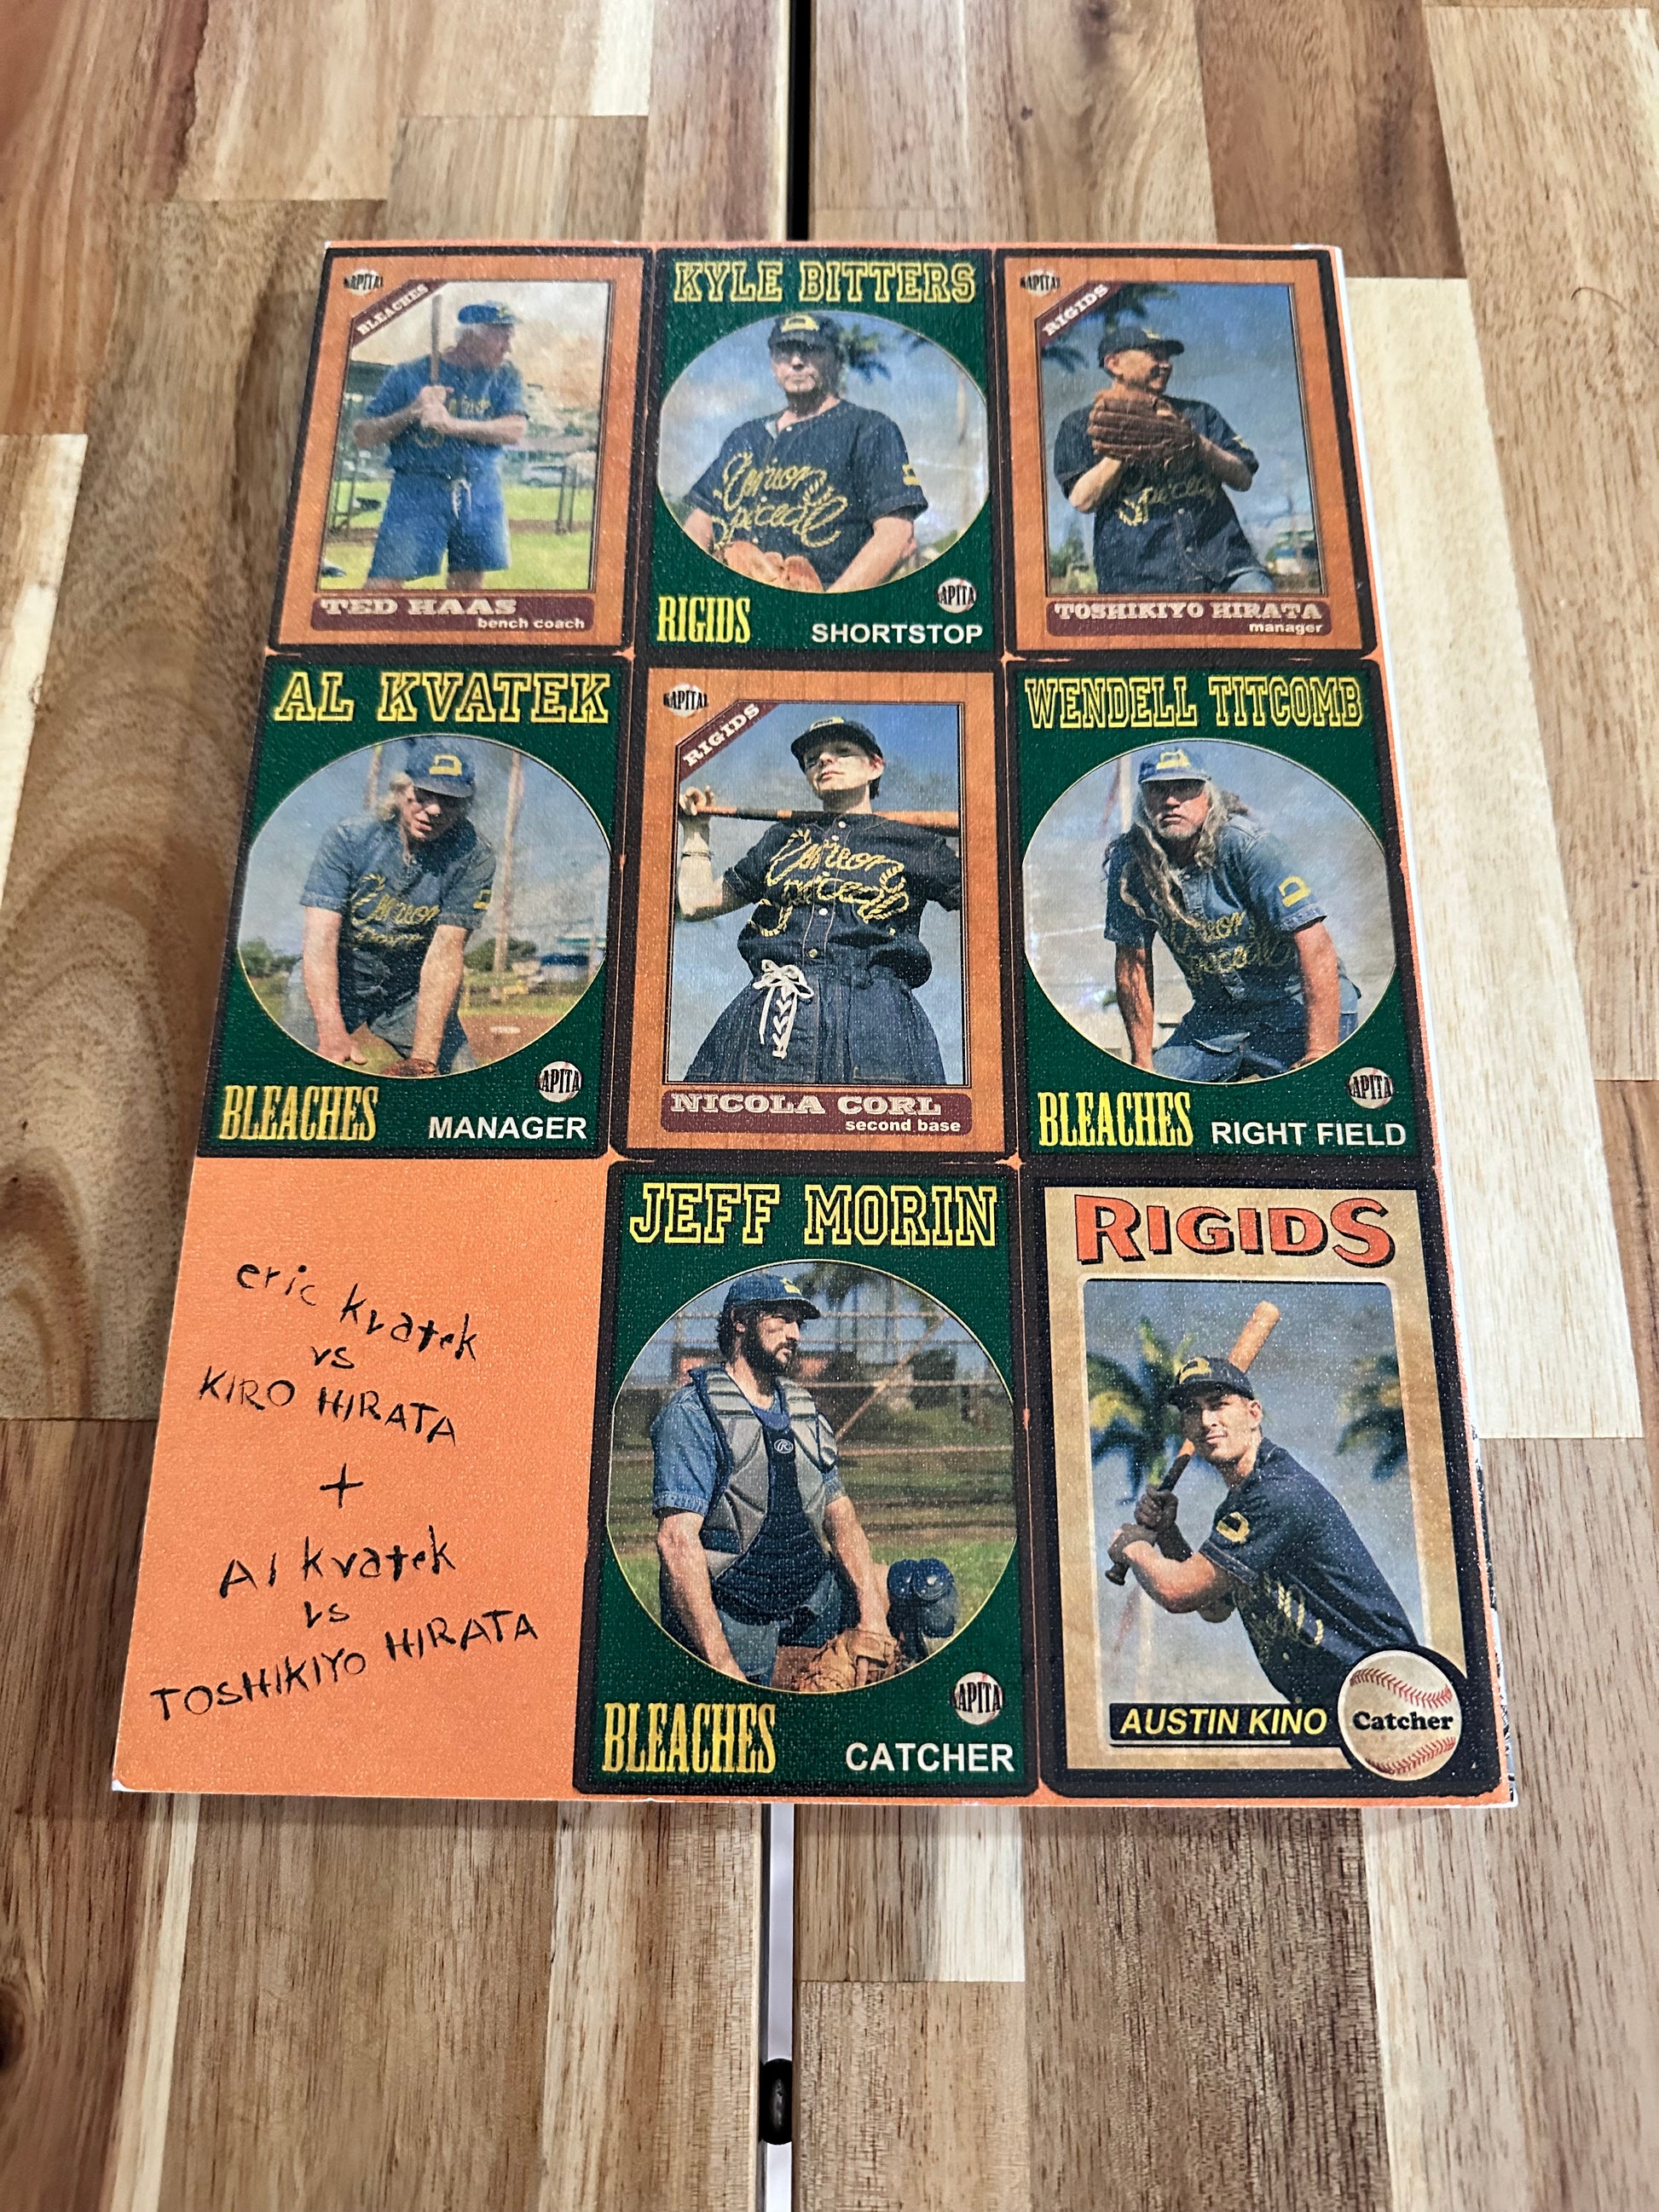 KAPITAL
BLEACHES
TED HAAS
bench coach
KYLE BITTERS
RIGIDS
KAPITAL
SHORTSTOP
KAPITAL
RIGIDS
TOSHIKIYO HIRATA
manager
AL KVATEK
BLEACHES
KAPITAL
MANAGER
KAPITAL
RIGIDS
NICOLA CORL
second base
WENDELL TITCOMB
BLEACHES
KAPITAL
RIGHT FIELD
eric kvatek
vs
KIRO HIRATA
+
Al kvatek
vs
TOSHIKIYO HIRATA
JEFF MORIN
BLEACHES
KAPITAL
CATCHER
RIGIDS
AUSTIN KINO
Catcher